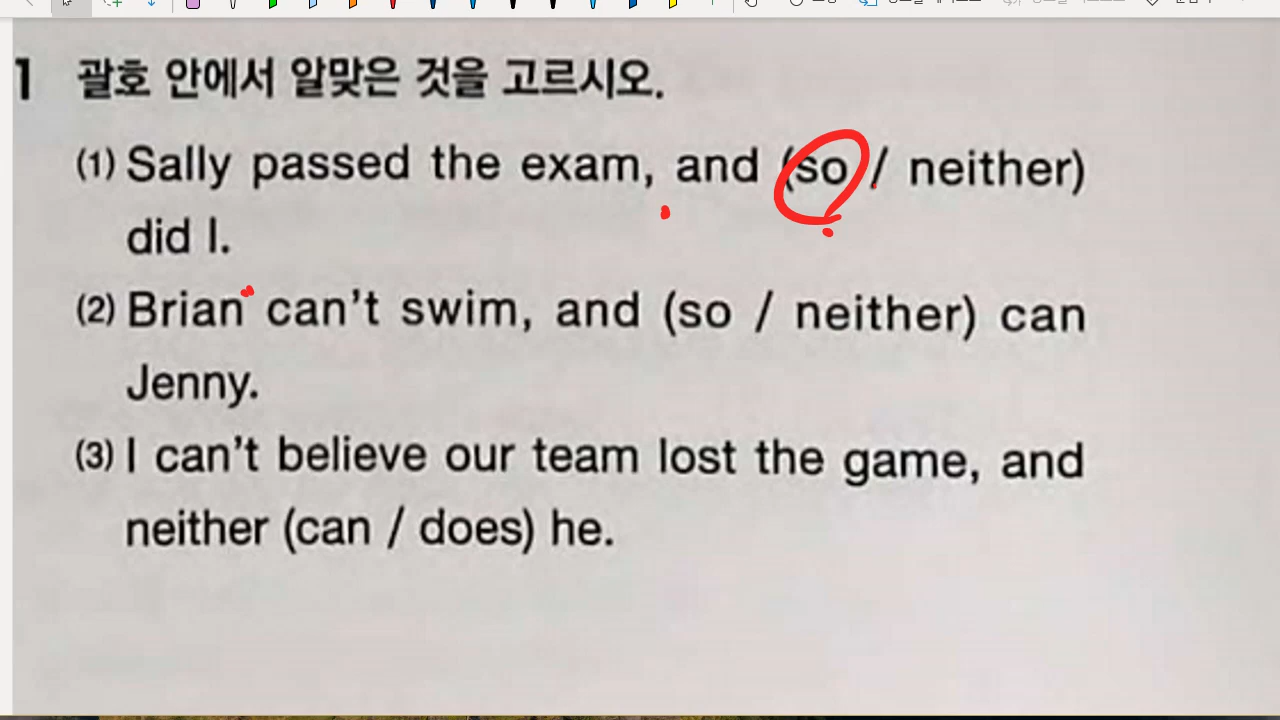 1 괄호 안에서 알맞은 것을 고르시오.
(1) Sally passed the exam, and (so / neither)
did I.
(2) Brian can't swim, and (so / neither) can
Jenny.
(3) I can't believe our team lost the game, and
neither (can / does) he.